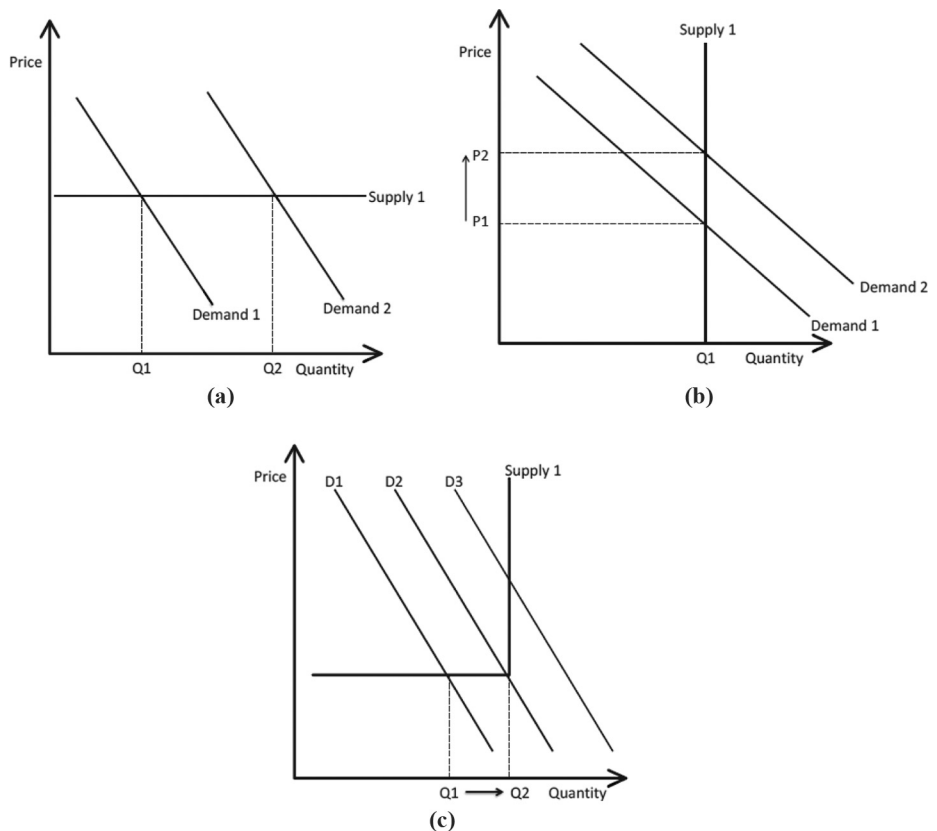 Price
Supply 1
Demand 1
Demand 2
Q1
Q2
Quantity
(a)
Supply 1
Price
P2
P1
Demand 2
Demand 1
Q1
Quantity
(b)
Supply 1
Price
D1
D2
D3
Q1
Q2
Quantity
(c)